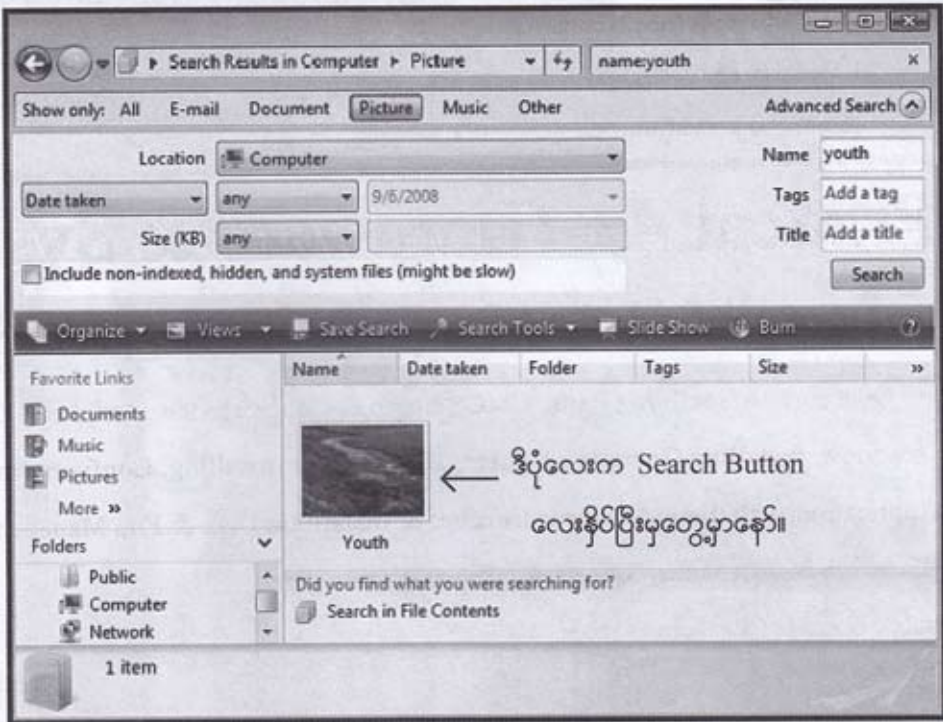 Search Results in Computer ▸ Picture name:youth
Show only: All E-mail Document Picture Music Other Advanced Search
Location Computer Name youth
Date taken any 9/6/2008 Tags Add a tag
Size (KB) any Title Add a title
Include non-indexed, hidden, and system files (might be slow) Search
Organize Views Save Search Search Tools Slide Show Burn
Favorite Links
Documents
Music
Pictures
More »
Folders
Public
Computer
Network
Name Date taken Folder Tags Size »
ဒီပုံလေးက Search Button
လေးနှိပ်ပြီးမှတွေ့မှာနော်။
Youth
Did you find what you were searching for?
Search in File Contents
1 item